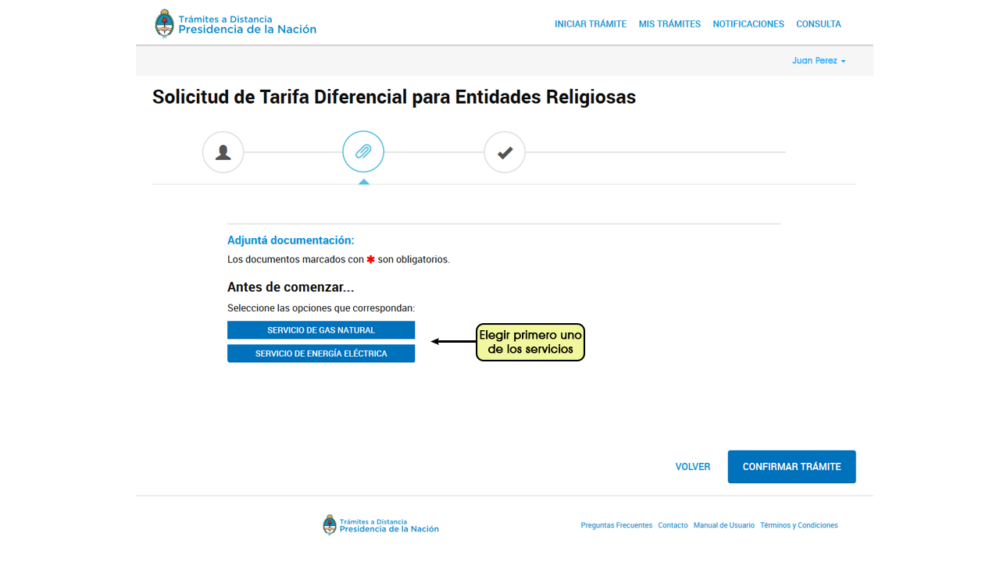 Trámites a Distancia
Presidencia de la Nación
INICIAR TRÁMITE MIS TRÁMITES NOTIFICACIONES CONSULTA
Juan Perez
Solicitud de Tarifa Diferencial para Entidades Religiosas
Adjuntá documentación:
Los documentos marcados con ✱ son obligatorios.
Antes de comenzar...
Seleccione las opciones que correspondan:
SERVICIO DE GAS NATURAL
SERVICIO DE ENERGÍA ELÉCTRICA
Elegir primero uno
de los servicios
VOLVER CONFIRMAR TRÁMITE
Trámites a Distancia
Presidencia de la Nación
Preguntas Frecuentes Contacto Manual de Usuario Términos y Condiciones